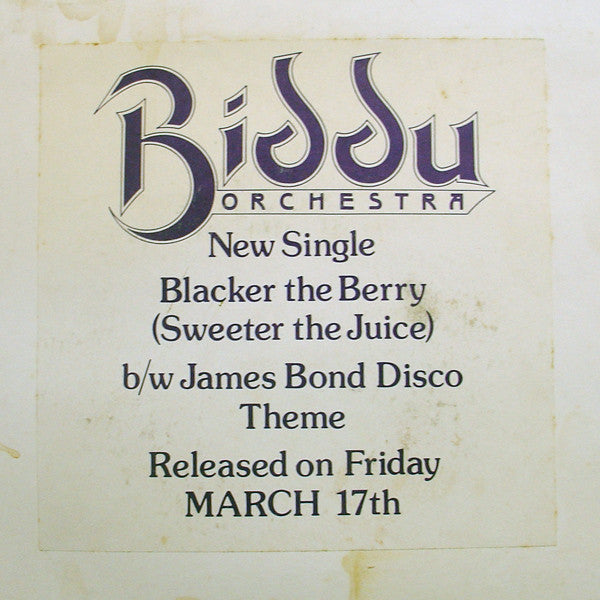 Biddu
ORCHESTRA
New Single
Blacker the Berry
(Sweeter the Juice)
b/w James Bond Disco
Theme
Released on Friday
MARCH 17th